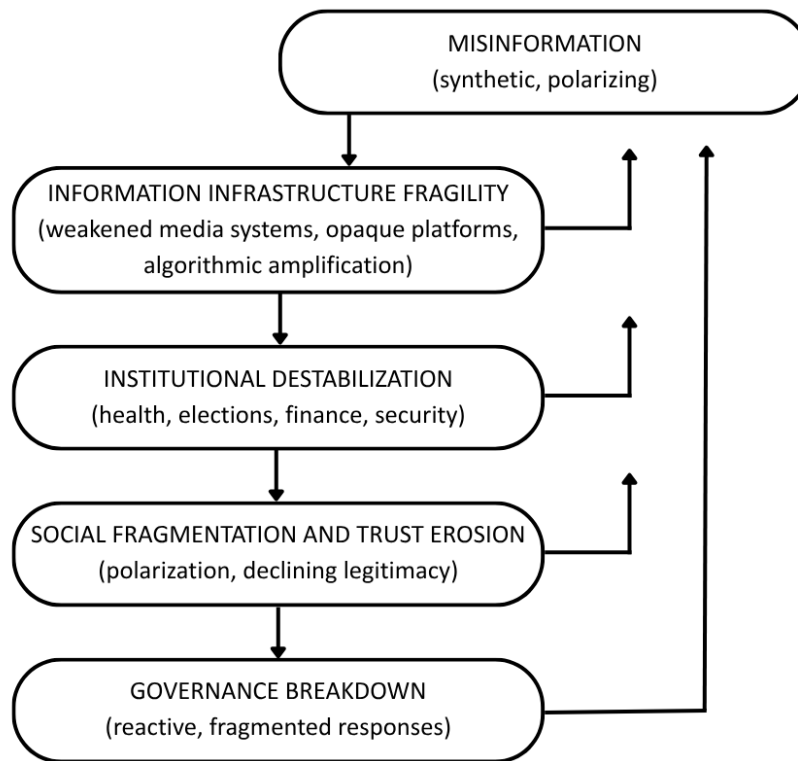 MISINFORMATION
(synthetic, polarizing)
INFORMATION INFRASTRUCTURE FRAGILITY
(weakened media systems, opaque platforms,
algorithmic amplification)
INSTITUTIONAL DESTABILIZATION
(health, elections, finance, security)
SOCIAL FRAGMENTATION AND TRUST EROSION
(polarization, declining legitimacy)
GOVERNANCE BREAKDOWN
(reactive, fragmented responses)